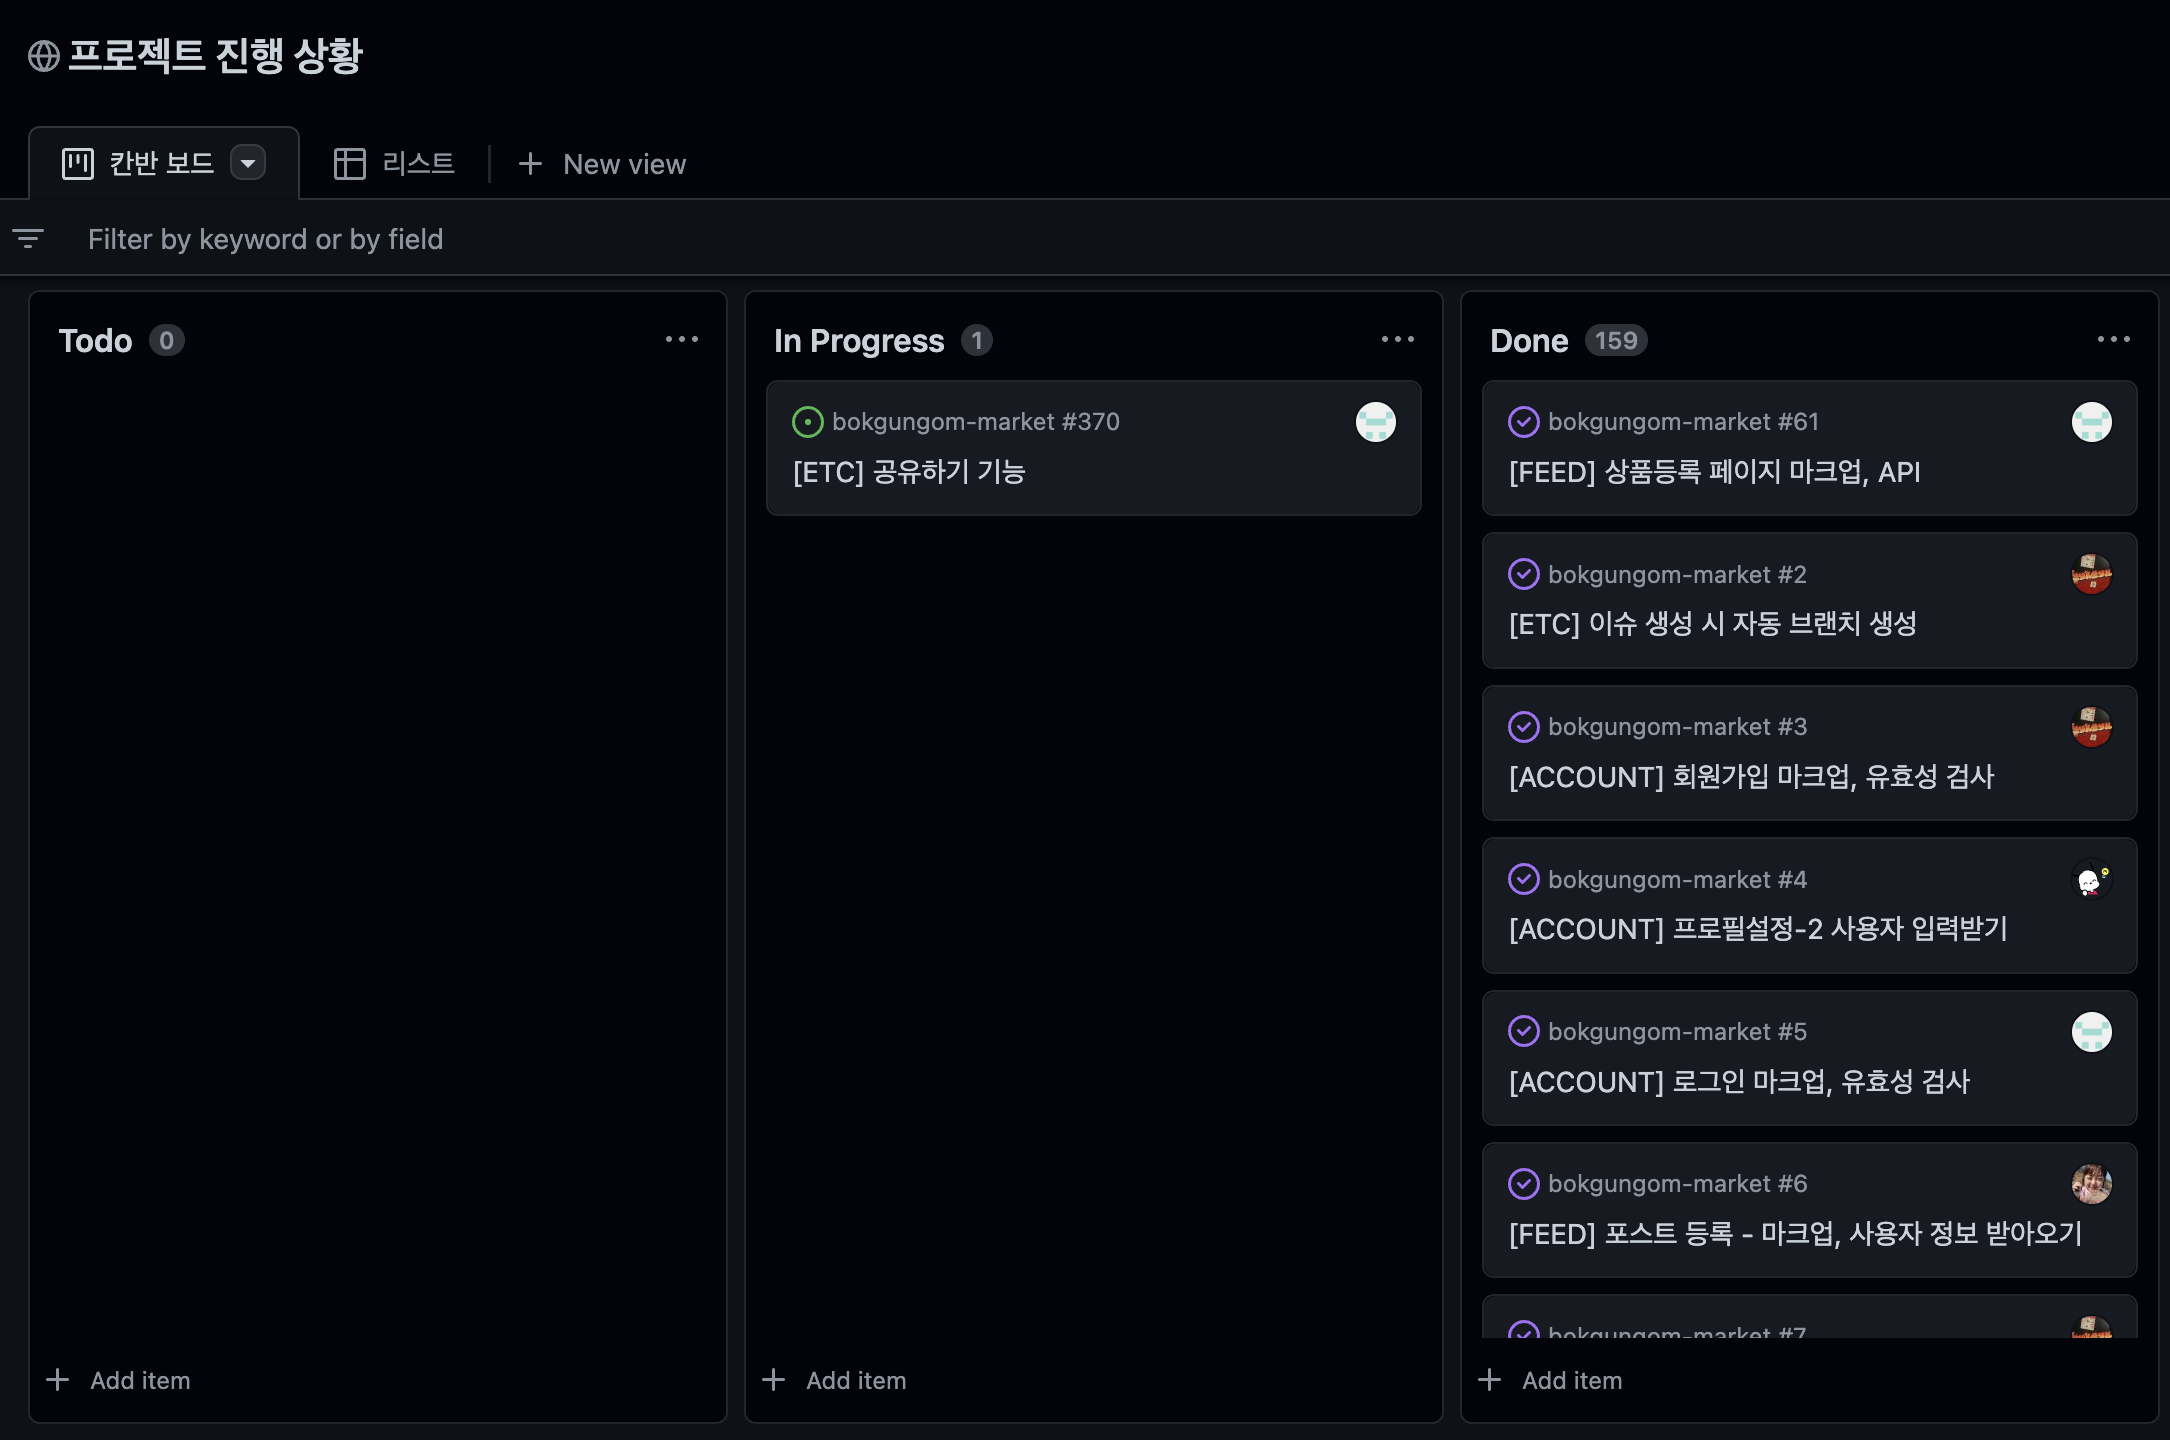 프로젝트 진행 상황
칸반 보드
리스트
New view
Filter by keyword or by field
Todo 0
In Progress 1
bokgungom-market #370
[ETC] 공유하기 기능
Done 159
bokgungom-market #61
[FEED] 상품등록 페이지 마크업, API
bokgungom-market #2
[ETC] 이슈 생성 시 자동 브랜치 생성
bokgungom-market #3
[ACCOUNT] 회원가입 마크업, 유효성 검사
bokgungom-market #4
[ACCOUNT] 프로필설정-2 사용자 입력받기
bokgungom-market #5
[ACCOUNT] 로그인 마크업, 유효성 검사
bokgungom-market #6
[FEED] 포스트 등록 - 마크업, 사용자 정보 받아오기
bokgungom-market #7
Add item
Add item
Add item